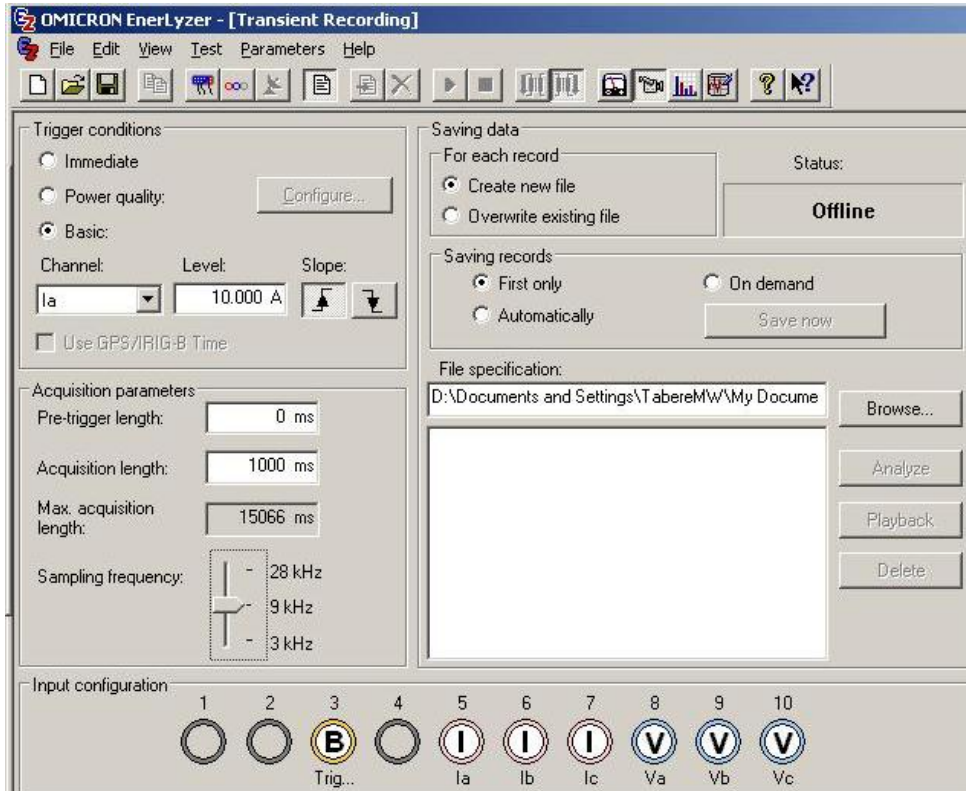 OMICRON EnerLyzer - [Transient Recording]
File Edit View Test Parameters Help
Trigger conditions
Immediate
Power quality:
Configure...
Basic:
Channel: Level: Slope:
Ia 10.000 A
Use GPS/IRIG-B Time
Acquisition parameters
Pre-trigger length: 0 ms
Acquisition length: 1000 ms
Max. acquisition
length:
15066 ms
Sampling frequency:
28 kHz
9 kHz
3 kHz
Saving data
For each record
Create new file
Overwrite existing file
Status:
Offline
Saving records
First only
On demand
Automatically
Save now
File specification:
D:\Documents and Settings\TabereMW\My Docume
Browse...
Analyze
Playback
Delete
Input configuration
1 2 3 4 5 6 7 8 9 10
B I I I V V V
Trig... Ia Ib Ic Va Vb Vc